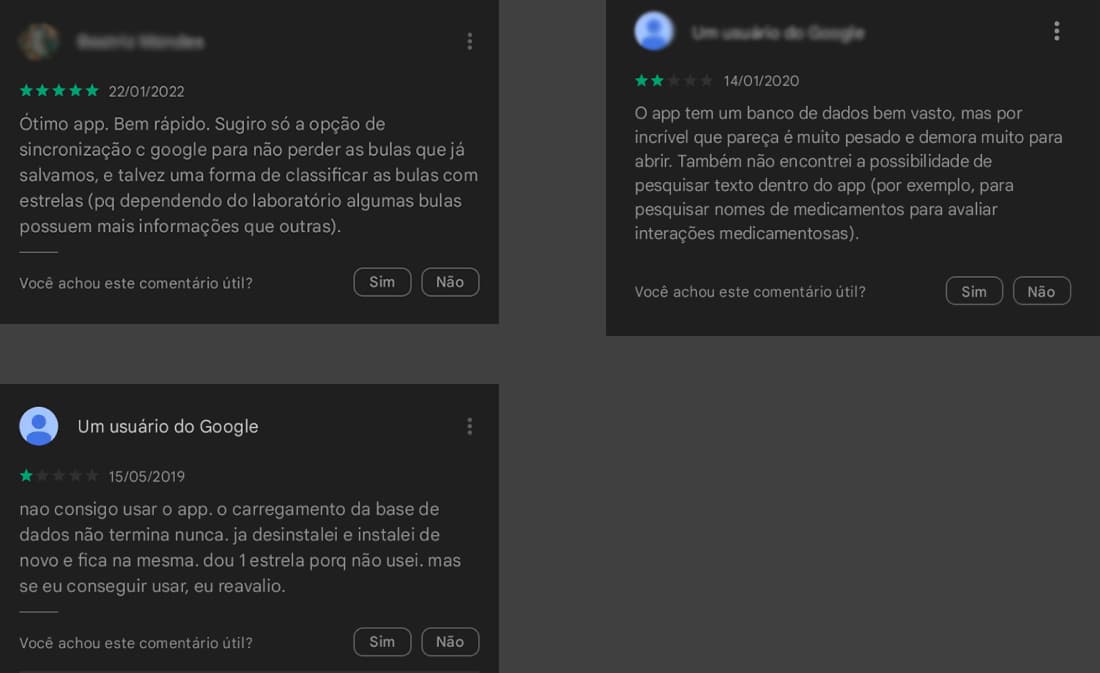 22/01/2022
Ótimo app. Bem rápido. Sugiro só a opção de
sincronização c google para não perder as bulas que já
salvamos, e talvez uma forma de classificar as bulas com
estrelas (pq dependendo do laboratório algumas bulas
possuem mais informações que outras).
Você achou este comentário útil?
Sim
Não
Um usuário do Google
14/01/2020
O app tem um banco de dados bem vasto, mas por
incrível que pareça é muito pesado e demora muito para
abrir. Também não encontrei a possibilidade de
pesquisar texto dentro do app (por exemplo, para
pesquisar nomes de medicamentos para avaliar
interações medicamentosas).
Você achou este comentário útil?
Sim
Não
Um usuário do Google
15/05/2019
nao consigo usar o app. o carregamento da base de
dados não termina nunca. ja desinstalei e instalei de
novo e fica na mesma. dou 1 estrela porq não usei. mas
se eu conseguir usar, eu reavalio.
Você achou este comentário útil?
Sim
Não